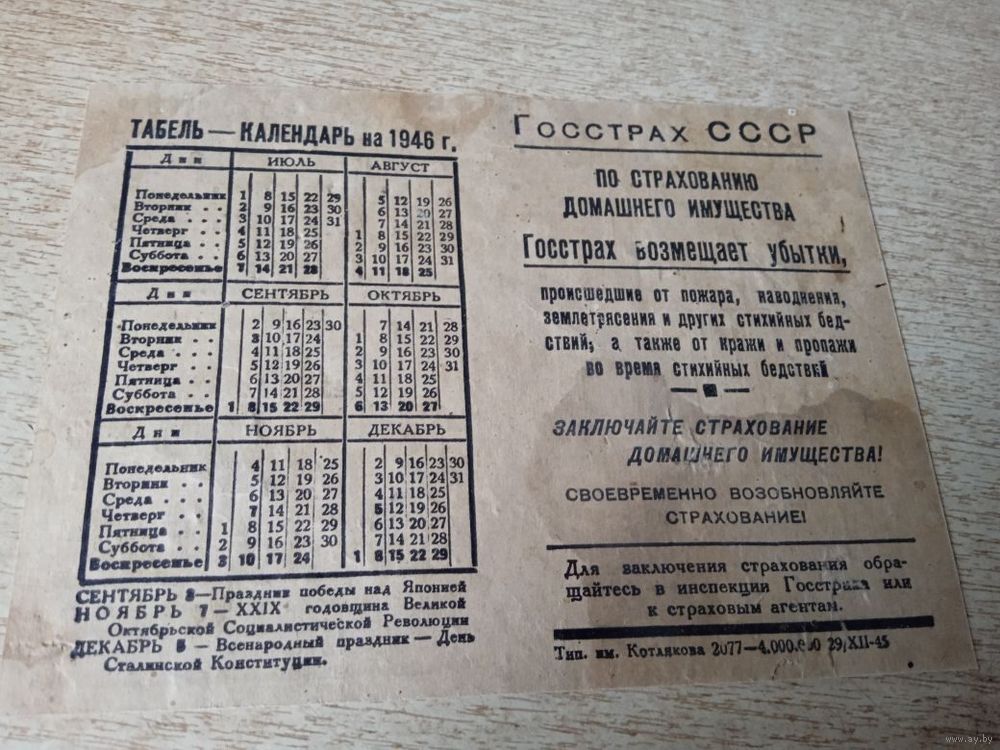 ТАБЕЛЬ — КАЛЕНДАРЬ на 1946 г.
Дни ИЮЛЬ АВГУСТ
Понедельник 1 8 15 22 29 5 12 19 26
Вторник . . 2 9 16 23 30 6 13 20 27
Среда . . . 3 10 17 24 31 7 14 21 28
Четверг . . 4 11 18 25 1 8 15 22 29
Пятница . . 5 12 19 26 2 9 16 23 30
Суббота . . 6 13 20 27 3 10 17 24 31
Воскресенье 7 14 21 28 4 11 18 25
Дни СЕНТЯБРЬ ОКТЯБРЬ
Понедельник 2 9 16 23 30 7 14 21 28
Вторник . . 3 10 17 24 1 8 15 22 29
Среда . . . 4 11 18 25 2 9 16 23 30
Четверг . . 5 12 19 26 3 10 17 24 31
Пятница . . 6 13 20 27 4 11 18 25
Суббота . . 7 14 21 28 5 12 19 26
Воскресенье 1 8 15 22 29 6 13 20 27
Дни НОЯБРЬ ДЕКАБРЬ
Понедельник 4 11 18 25 2 9 16 23 30
Вторник . . 5 12 19 26 3 10 17 24 31
Среда . . . 6 13 20 27 4 11 18 25
Четверг . . 7 14 21 28 5 12 19 26
Пятница . . 1 8 15 22 29 6 13 20 27
Суббота . . 2 9 16 23 30 7 14 21 28
Воскресенье 3 10 17 24 1 8 15 22 29
СЕНТЯБРЬ 3—Праздник победы над Японией
НОЯБРЬ 7 — XXIX годовщина Великой
Октябрьской Социалистической Революции
ДЕКАБРЬ 5 — Всенародный праздник — День
Сталинской Конституции.
ГОССТРАХ СССР
ПО СТРАХОВАНИЮ
ДОМАШНЕГО ИМУЩЕСТВА
Госстрах возмещает убытки,
происшедшие от пожара, наводнения,
землетрясения и других стихийных бед-
ствий, а также от кражи и пропажи
во время стихийных бедствий
ЗАКЛЮЧАЙТЕ СТРАХОВАНИЕ
ДОМАШНЕГО ИМУЩЕСТВА!
СВОЕВРЕМЕННО ВОЗОБНОВЛЯЙТЕ
СТРАХОВАНИЕ!
Для заключения страхования обра-
щайтесь в инспекции Госстраха или
к страховым агентам.
Тип. им. Котлякова 2077—4.000.000 29/XII-45
www.ay.by